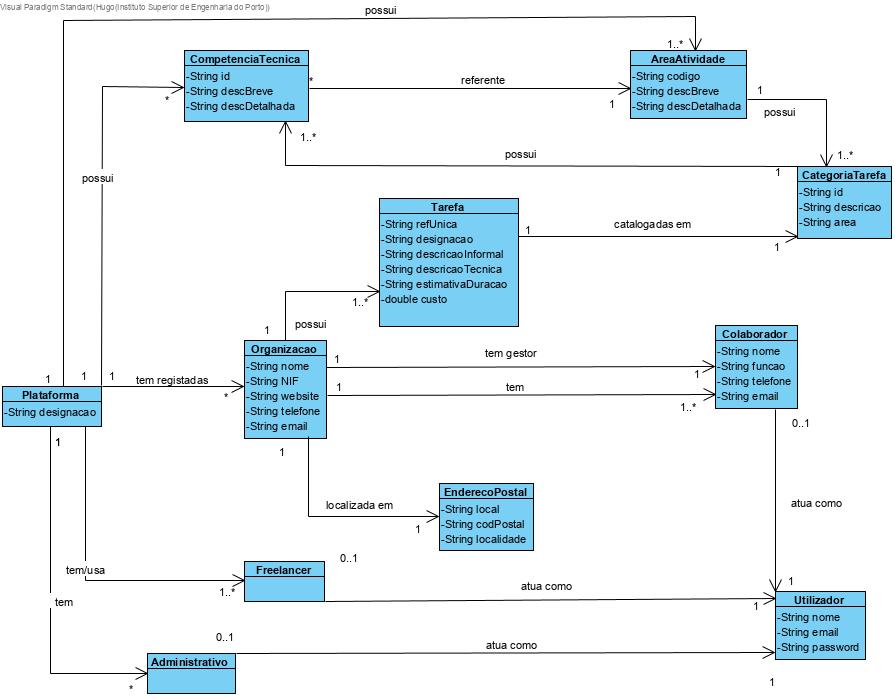 Visual Paradigm Standard(Hugo(Instituto Superior de Engenharia do Porto))
possui
1..*
CompetenciaTecnica
-String id
-String descBreve
-String descDetalhada
*
*
referente
1
AreaAtividade
-String codigo
-String descBreve
-String descDetalhada
1
possui
1..*
1..*
possui
1
possui
CategoriaTarefa
-String id
-String descricao
-String area
Tarefa
-String refUnica
-String designacao
-String descricaoInformal
-String descricaoTecnica
-String estimativaDuracao
-double custo
1
catalogadas em
1
1..*
possui
1
Organizacao
-String nome
-String NIF
-String website
-String telefone
-String email
1
tem gestor
1
1
tem
1..*
Colaborador
-String nome
-String funcao
-String telefone
-String email
0..1
1
1
1
tem registadas
*
Plataforma
-String designacao
1
1
localizada em
1
EnderecoPostal
-String local
-String codPostal
-String localidade
atua como
1
tem/usa
1..*
Freelancer
0..1
atua como
1
Utilizador
-String nome
-String email
-String password
tem
*
Administrativo
0..1
atua como
1